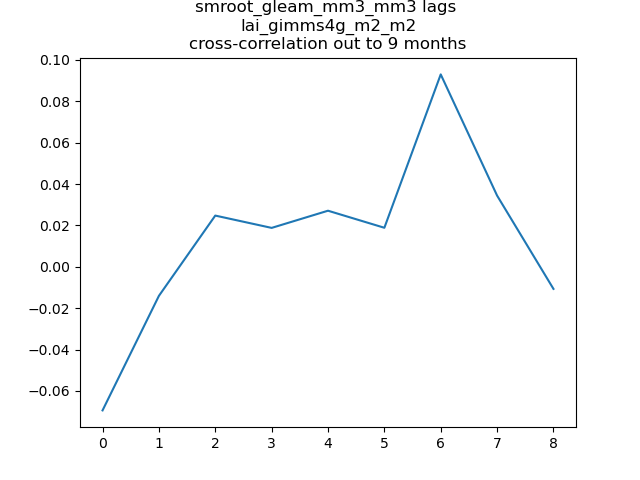 smroot_gleam_mm3_mm3 lags
lai_gimms4g_m2_m2
cross-correlation out to 9 months
0.10
0.08
0.06
0.04
0.02
0.00
−0.02
−0.04
−0.06
0 1 2 3 4 5 6 7 8